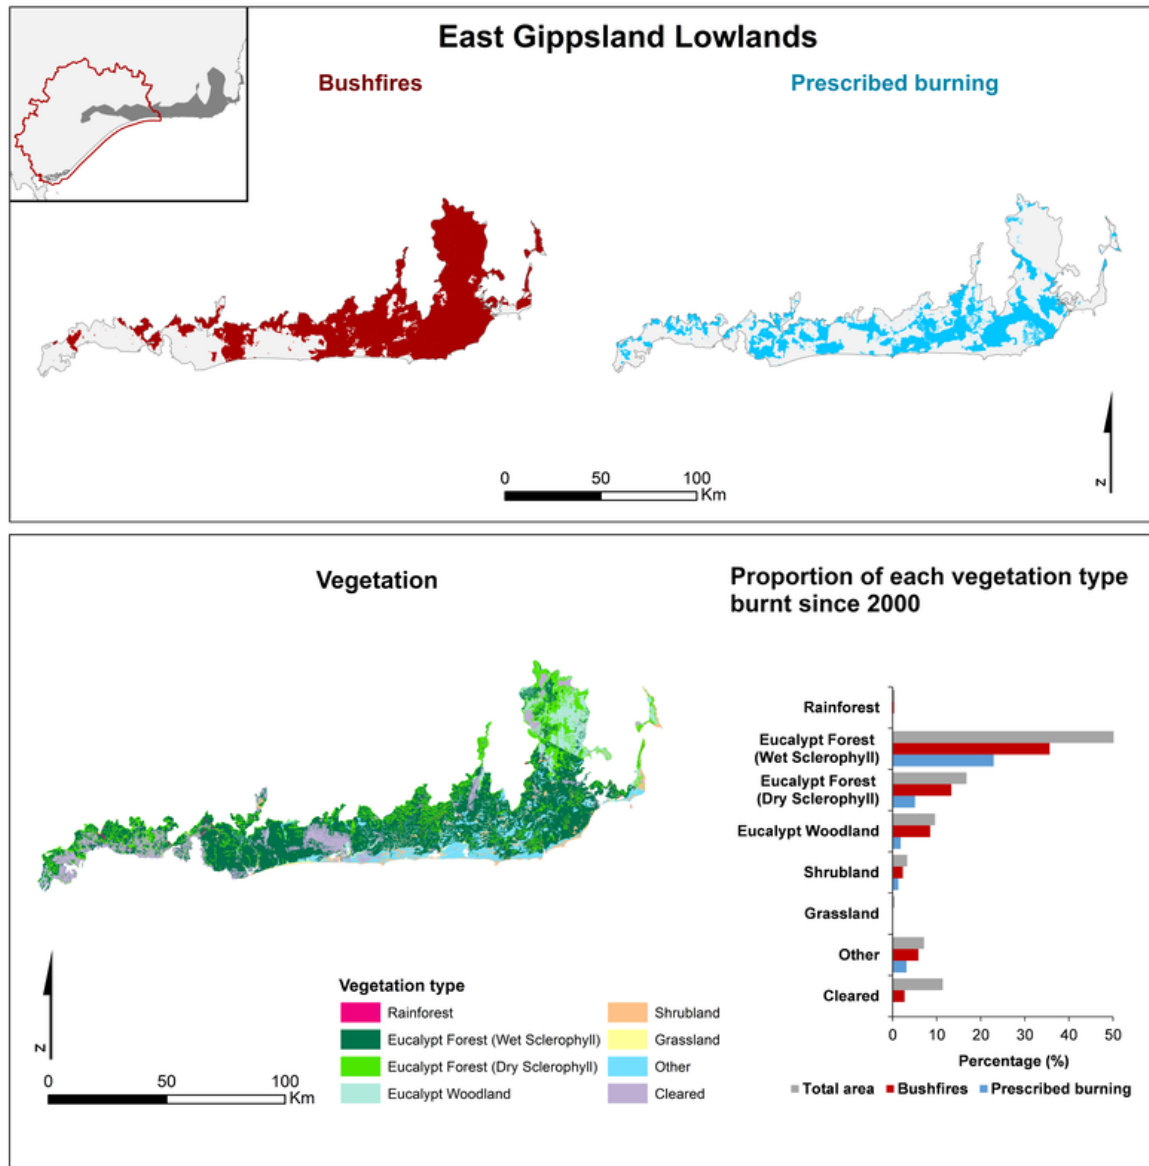 East Gippsland Lowlands
Bushfires
Prescribed burning
0 50 100
Km
N
Vegetation
Proportion of each vegetation type
burnt since 2000
Rainforest
Eucalypt Forest
(Wet Sclerophyll)
Eucalypt Forest
(Dry Sclerophyll)
Eucalypt Woodland
Shrubland
Grassland
Other
Cleared
0 10 20 30 40 50
Percentage (%)
Total area Bushfires Prescribed burning
N
0 50 100
Km
Vegetation type
Rainforest
Eucalypt Forest (Wet Sclerophyll)
Eucalypt Forest (Dry Sclerophyll)
Eucalypt Woodland
Shrubland
Grassland
Other
Cleared